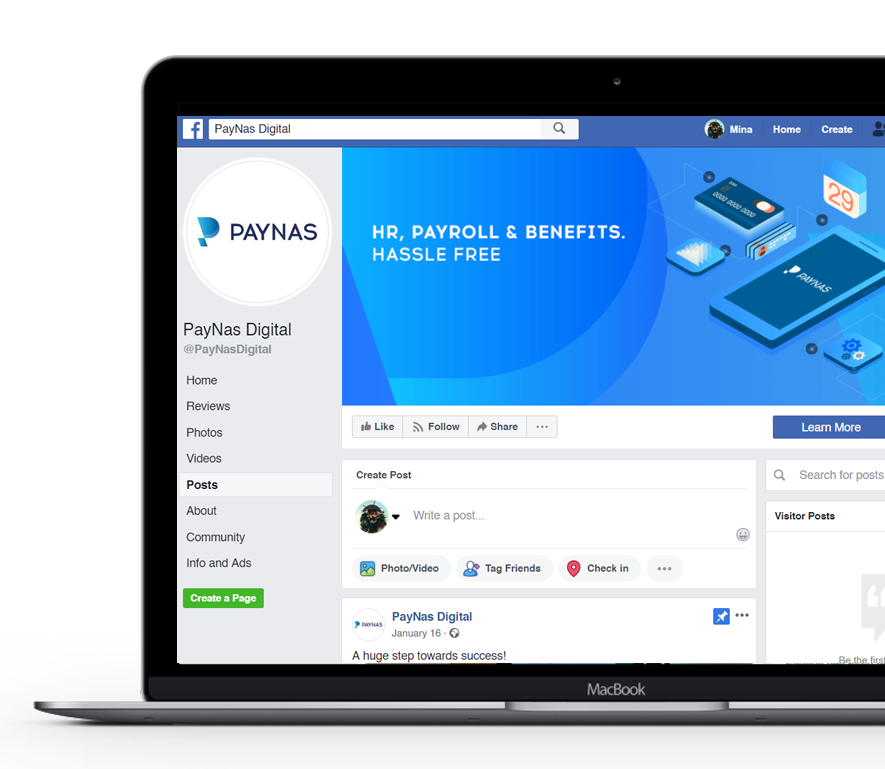 PayNas Digital
Mina
Home
Create
PAYNAS
HR, PAYROLL & BENEFITS.
HASSLE FREE
0000 0000 0000
29
PAYNAS
PayNas Digital
@PayNasDigital
Home
Reviews
Photos
Videos
Posts
About
Community
Info and Ads
Create a Page
Like
Follow
Share
Learn More
Create Post
Write a post...
Photo/Video
Tag Friends
Check in
Search for posts
Visitor Posts
PAYNAS
PayNas Digital
January 16 ·
A huge step towards success!
Be the first
MacBook